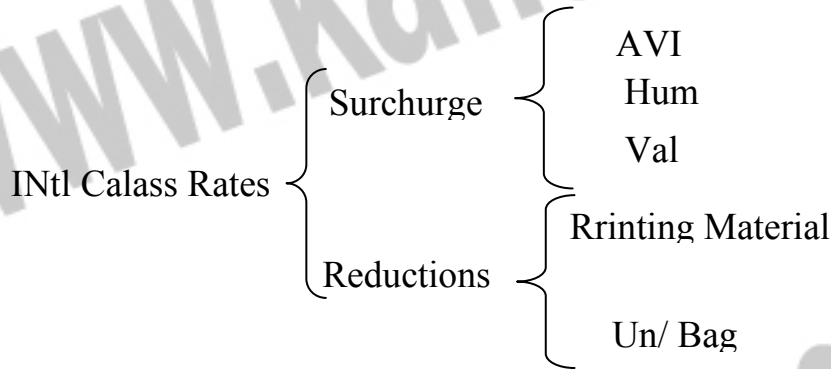 AVI
Surchurge
Hum
Val
INtl Calass Rates
Rrinting Material
Reductions
Un/ Bag